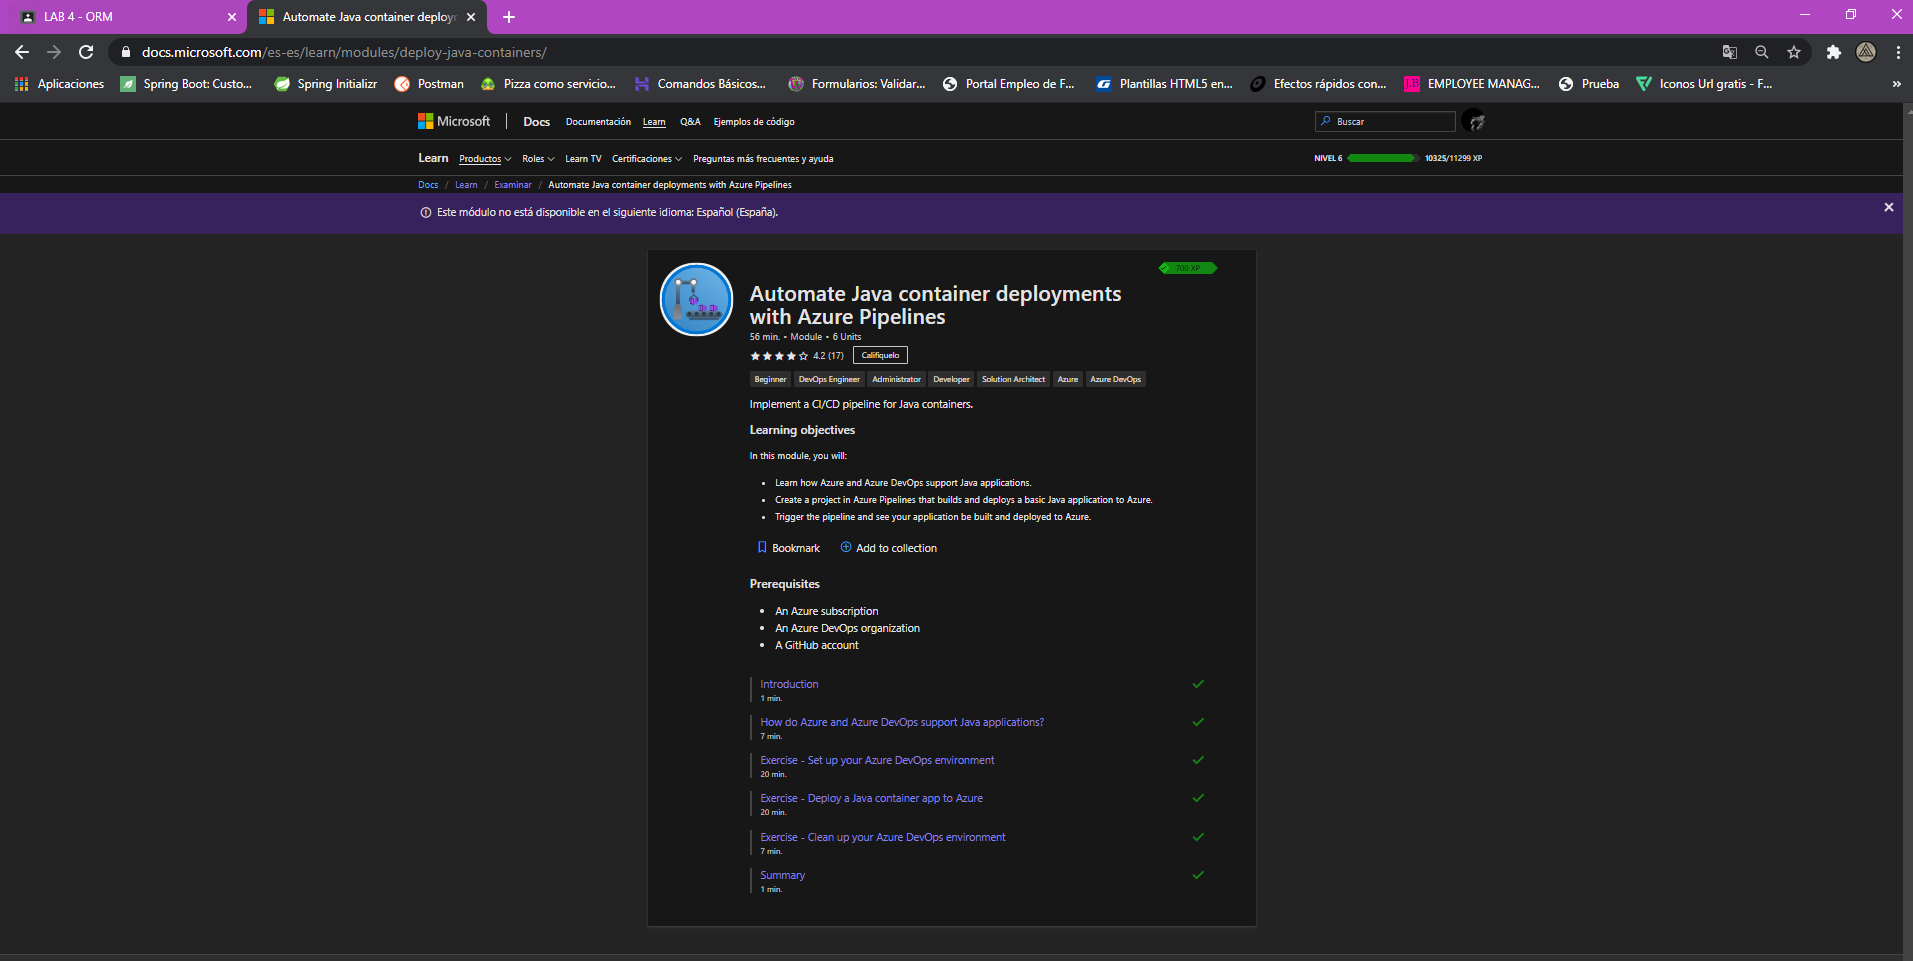 LAB 4 - ORM
Automate Java container deploym
docs.microsoft.com/es-es/learn/modules/deploy-java-containers/
Aplicaciones Spring Boot: Custo... Spring Initializr Postman Pizza como servicio... Comandos Básicos... Formularios: Validar... Portal Empleo de F... Plantillas HTML5 en... Efectos rápidos con... J.B EMPLOYEE MANAG... Prueba Iconos Url gratis - F... »
Microsoft Docs Documentación Learn Q&A Ejemplos de código Buscar
Learn Productos Roles Learn TV Certificaciones Preguntas más frecuentes y ayuda NIVEL 6 10325/11299 XP
Docs / Learn / Examinar / Automate Java container deployments with Azure Pipelines
Este módulo no está disponible en el siguiente idioma: Español (España).
700 XP
Automate Java container deployments
with Azure Pipelines
56 min. • Module • 6 Units
4.2 (17) Califíquelo
Beginner DevOps Engineer Administrator Developer Solution Architect Azure Azure DevOps
Implement a CI/CD pipeline for Java containers.
Learning objectives
In this module, you will:
• Learn how Azure and Azure DevOps support Java applications.
• Create a project in Azure Pipelines that builds and deploys a basic Java application to Azure.
• Trigger the pipeline and see your application be built and deployed to Azure.
Bookmark Add to collection
Prerequisites
• An Azure subscription
• An Azure DevOps organization
• A GitHub account
Introduction
1 min.
How do Azure and Azure DevOps support Java applications?
7 min.
Exercise - Set up your Azure DevOps environment
20 min.
Exercise - Deploy a Java container app to Azure
20 min.
Exercise - Clean up your Azure DevOps environment
7 min.
Summary
1 min.